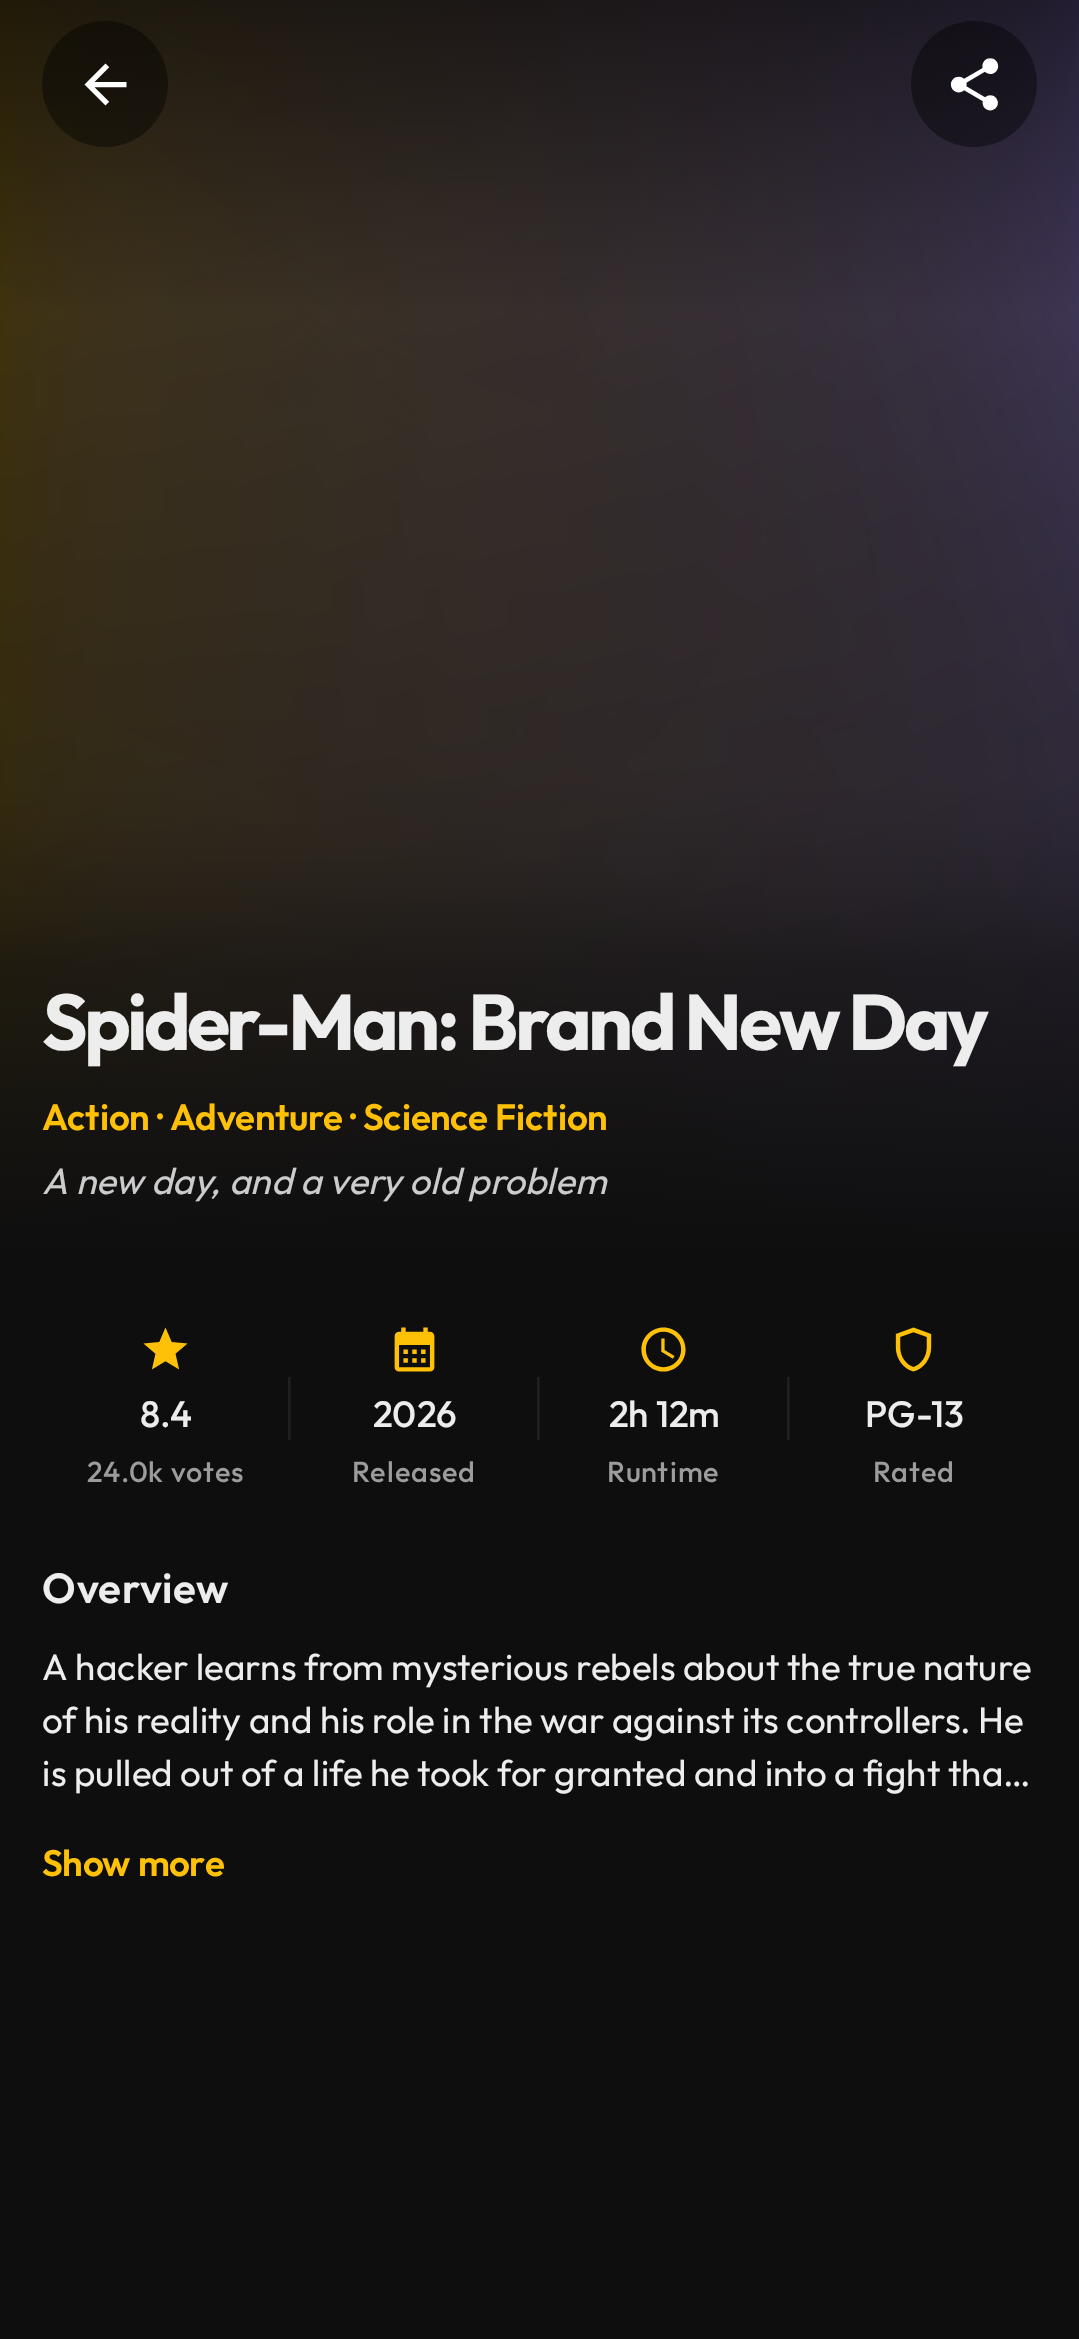 Spider-Man: Brand New Day
Action · Adventure · Science Fiction
A new day, and a very old problem
8.4
24.0k votes
2026
Released
2h 12m
Runtime
PG-13
Rated
Overview
A hacker learns from mysterious rebels about the true nature
of his reality and his role in the war against its controllers. He
is pulled out of a life he took for granted and into a fight tha...
Show more